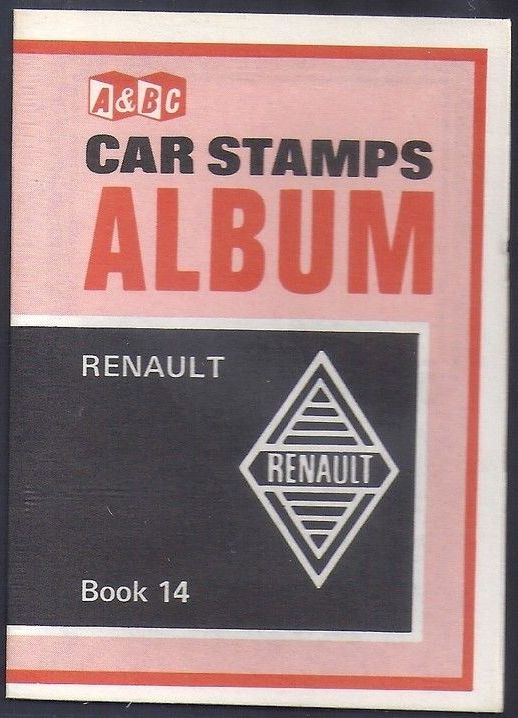 A&BC
CAR STAMPS
ALBUM
RENAULT
RENAULT
Book 14